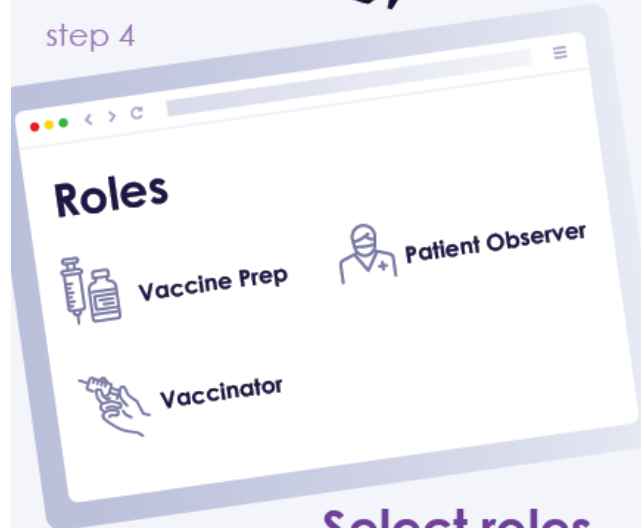 step 4
Roles
Vaccine Prep
Patient Observer
Vaccinator
Select roles